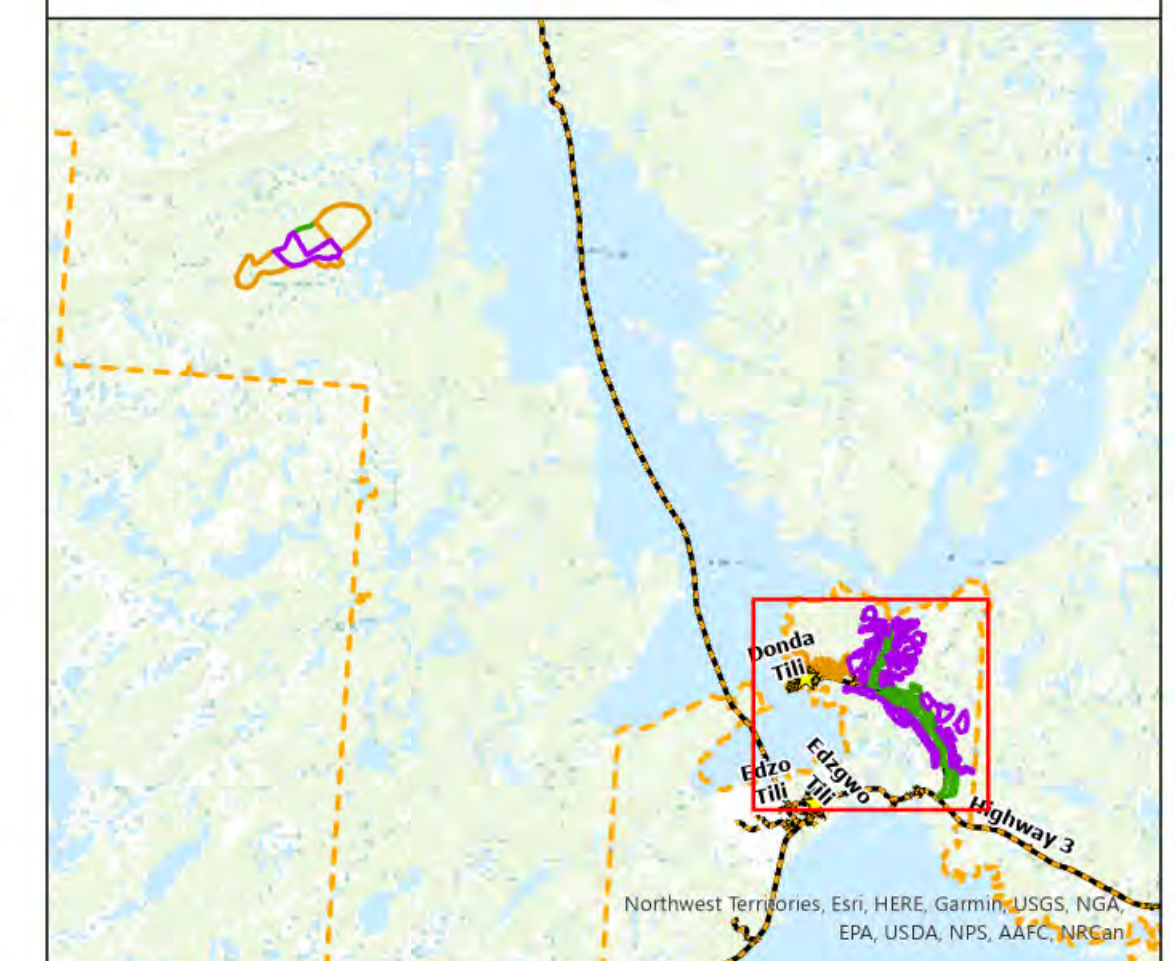 Donda
Tili
Edzo
Tili
Edzgwo
Tili
Highway 3
Northwest Territories, Esri, HERE, Garmin, USGS, NGA,
EPA, USDA, NPS, AAFC, NRCan